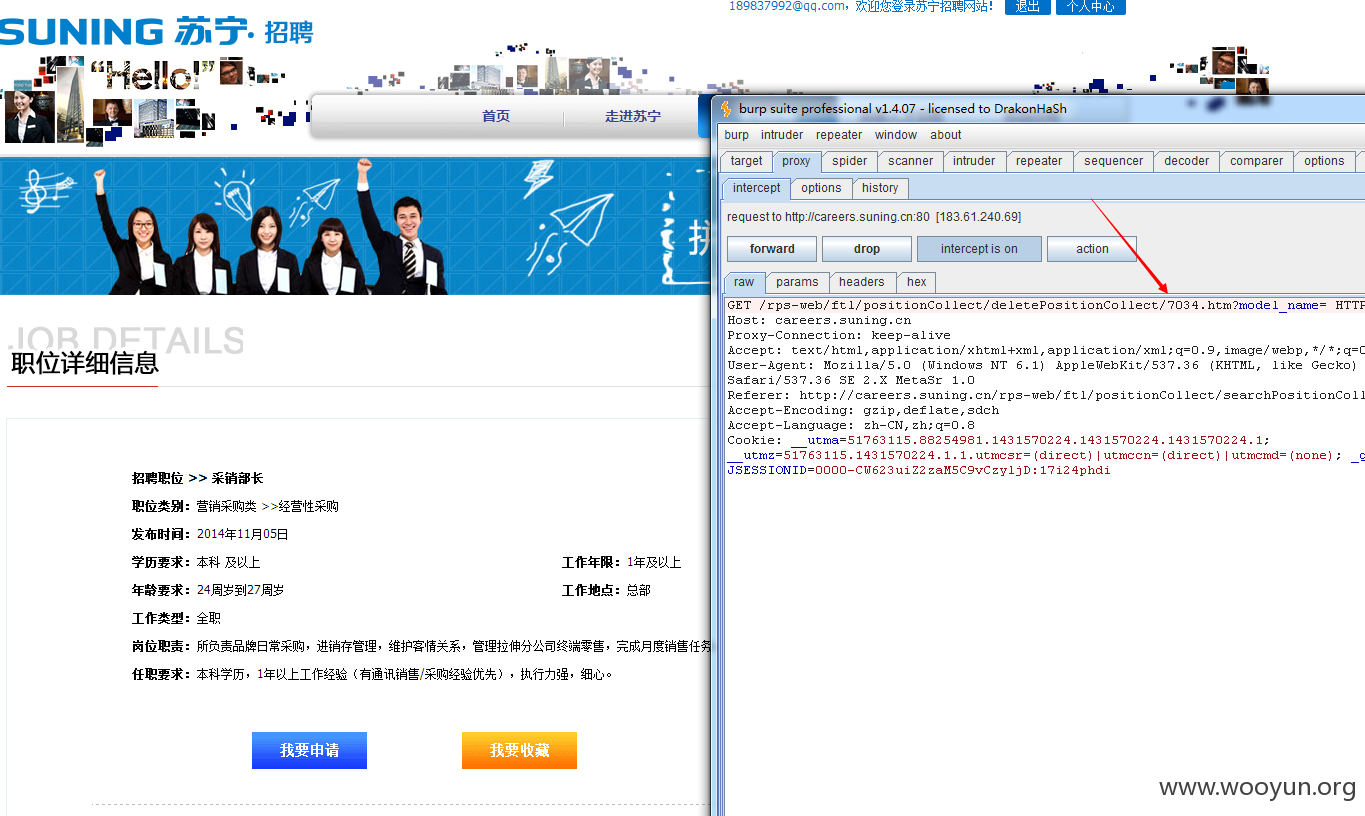 189837992@qq.com，欢迎您登录苏宁招聘网站！ 退出 个人中心
SUNING 苏宁· 招聘
“Hello!”
首页 走进苏宁
JOB DETAILS
职位详细信息
招聘职位 >> 采销部长
职位类别：营销采购类 >>经营性采购
发布时间：2014年11月05日
学历要求：本科 及以上 工作年限：1年及以上
年龄要求：24周岁到27周岁 工作地点：总部
工作类型：全职
岗位职责：所负责品牌日常采购，进销存管理，维护客情关系，管理拉伸分公司终端零售，完成月度销售任务
任职要求：本科学历，1年以上工作经验（有通讯销售/采购经验优先），执行力强，细心。
我要申请 我要收藏
burp suite professional v1.4.07 - licensed to DrakonHaSh
burp intruder repeater window about
target proxy spider scanner intruder repeater sequencer decoder comparer options
intercept options history
request to http://careers.suning.cn:80 [183.61.240.69]
forward drop intercept is on action
raw params headers hex
GET /rps-web/ftl/positionCollect/deletePositionCollect/7034.htm?model_name= HTTP
Host: careers.suning.cn
Proxy-Connection: keep-alive
Accept: text/html,application/xhtml+xml,application/xml;q=0.9,image/webp,*/*;q=0
User-Agent: Mozilla/5.0 (Windows NT 6.1) AppleWebKit/537.36 (KHTML, like Gecko)
Safari/537.36 SE 2.X MetaSr 1.0
Referer: http://careers.suning.cn/rps-web/ftl/positionCollect/searchPositionColl
Accept-Encoding: gzip,deflate,sdch
Accept-Language: zh-CN,zh;q=0.8
Cookie: __utma=51763115.88254981.1431570224.1431570224.1431570224.1;
__utmz=51763115.1431570224.1.1.utmcsr=(direct)|utmccn=(direct)|utmcmd=(none); _g
JSESSIONID=0000-CW623uiZ2zaM5C9vCzyljD:17i24phdi
www.wooyun.org